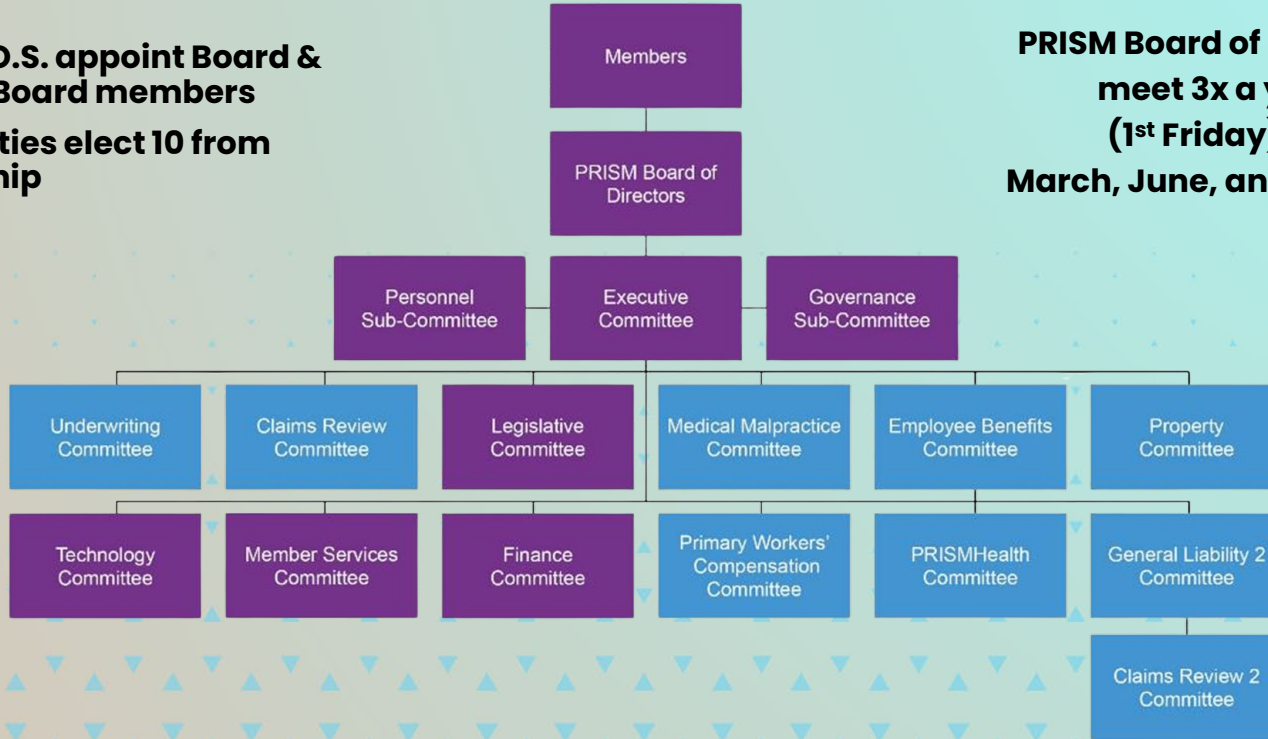 D.S. appoint Board &
Board members
ties elect 10 from
hip
PRISM Board of
meet 3x a y
(1st Friday)
March, June, an
Members
PRISM Board of
Directors
Personnel
Sub-Committee
Executive
Committee
Governance
Sub-Committee
Underwriting
Committee
Claims Review
Committee
Legislative
Committee
Medical Malpractice
Committee
Employee Benefits
Committee
Property
Committee
Technology
Committee
Member Services
Committee
Finance
Committee
Primary Workers'
Compensation
Committee
PRISMHealth
Committee
General Liability 2
Committee
Claims Review 2
Committee